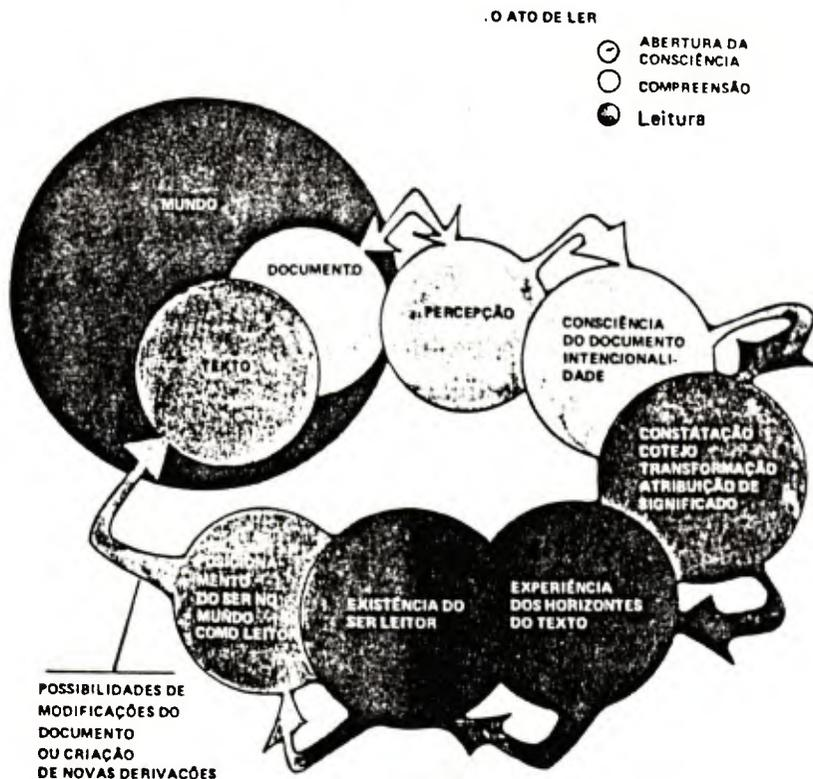 . O ATO DE LER
ABERTURA DA
CONSCIÊNCIA
COMPREENSÃO
Leitura
MUNDO
DOCUMENTO
TEXTO
PERCEPÇÃO
CONSCIÊNCIA
DO DOCUMENTO
INTENCIONALI-
DADE
CONSTATAÇÃO
COTEJO
TRANSFORMAÇÃO
ATRIBUIÇÃO DE
SIGNIFICADO
EXPERIÊNCIA
DOS HORIZONTES
DO TEXTO
EXISTÊNCIA DO
SER LEITOR
POSICIONA
MENTO
DO SER NO
MUNDO
COMO LEITOR
POSSIBILIDADES DE
MODIFICAÇÕES DO
DOCUMENTO
OU CRIAÇÃO
DE NOVAS DERIVAÇÕES